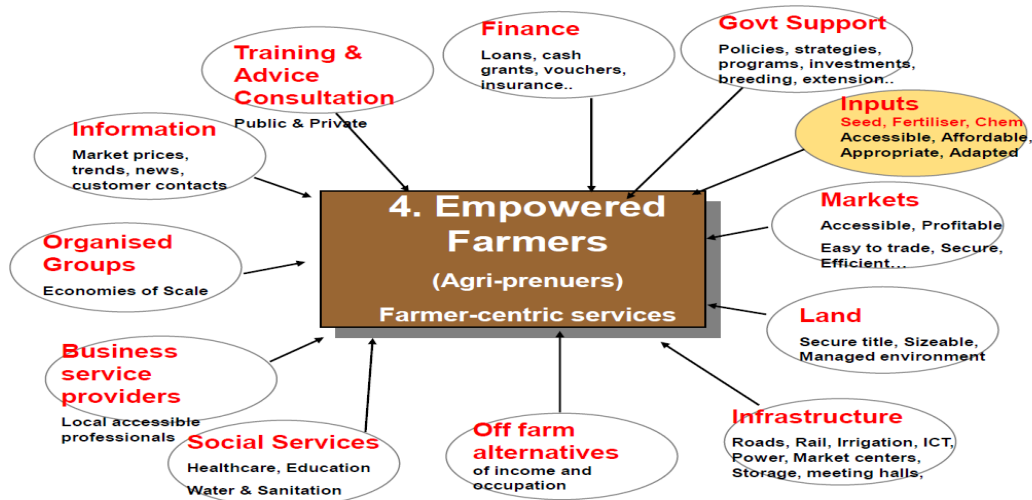 Finance
Loans, cash
grants, vouchers,
insurance..
Govt Support
Policies, strategies,
programs, investments,
breeding, extension..
Training &
Advice
Consultation
Public & Private
Inputs
Seed, Fertiliser, Chem
Accessible, Affordable,
Appropriate, Adapted
Information
Market prices,
trends, news,
customer contacts
4. Empowered
Farmers
(Agri-prenuers)
Farmer-centric services
Markets
Accessible, Profitable
Easy to trade, Secure,
Efficient...
Organised
Groups
Economies of Scale
Land
Secure title, Sizeable,
Managed environment
Business
service
providers
Local accessible
professionals
Social Services
Healthcare, Education
Water & Sanitation
Off farm
alternatives
of income and
occupation
Infrastructure
Roads, Rail, Irrigation, ICT,
Power, Market centers,
Storage, meeting halls,